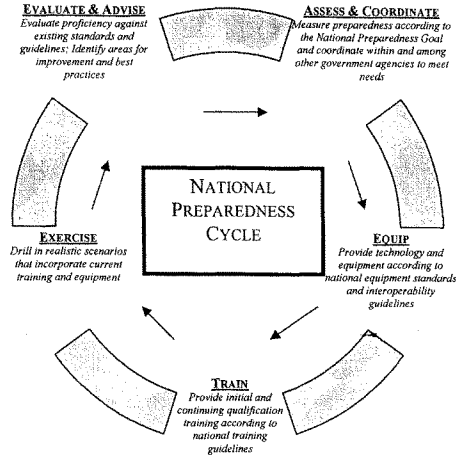 EVALUATE & ADVISE
Evaluate proficiency against
existing standards and
guidelines; Identify areas for
improvement and best
practices
ASSESS & COORDINATE
Measure preparedness according to
the National Preparedness Goal
and coordinate within and among
other government agencies to meet
needs
NATIONAL
PREPAREDNESS
CYCLE
EXERCISE
Drill in realistic scenarios
that incorporate current
training and equipment
EQUIP
Provide technology and
equipment according to
national equipment standards
and interoperability
guidelines
TRAIN
Provide initial and
continuing qualification
training according to
national training
guidelines